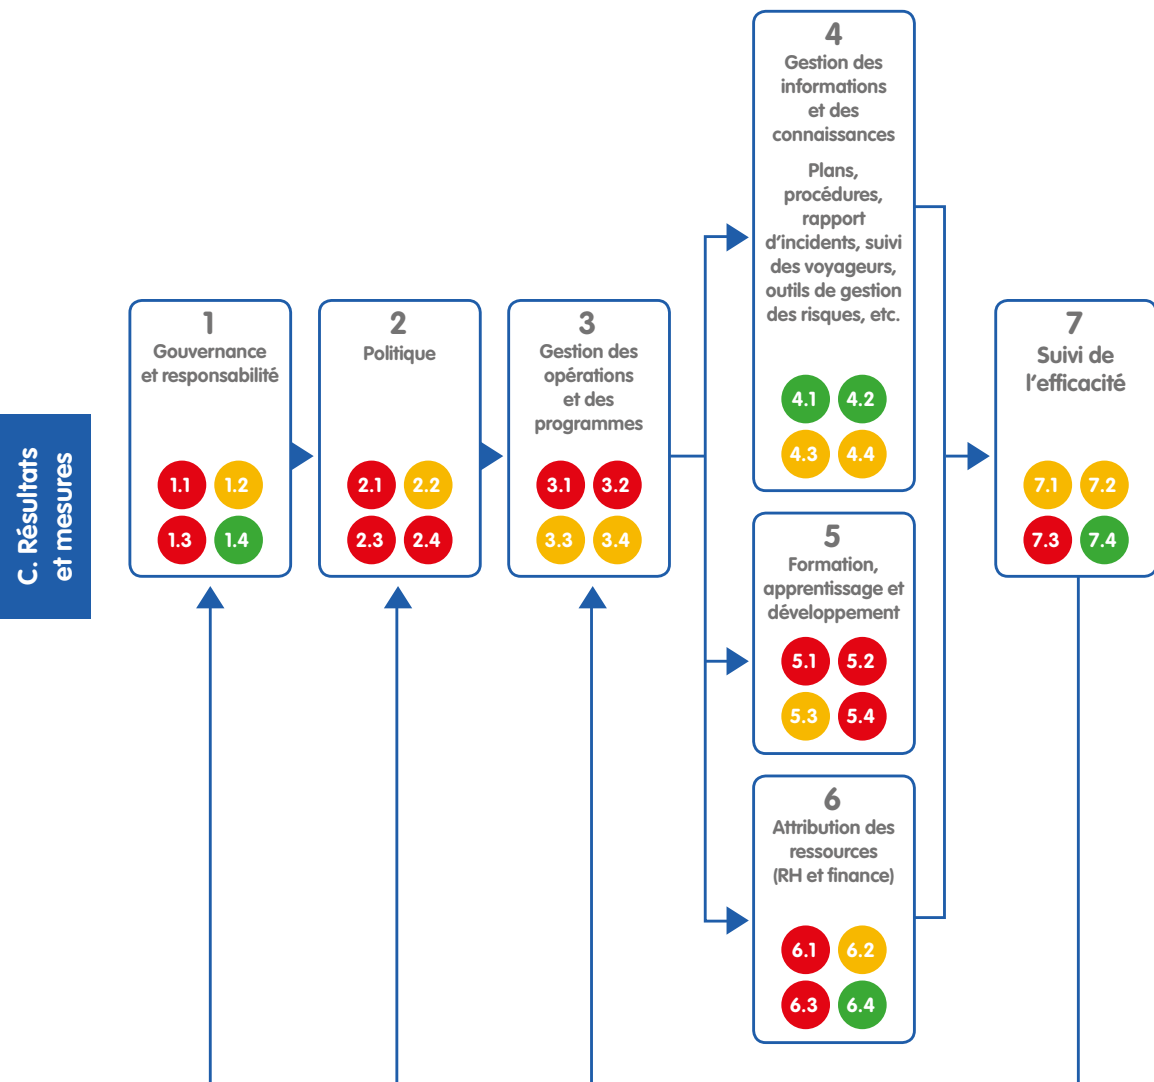 C. Résultats
et mesures
1
Gouvernance
et responsabilité
1.1 1.2
1.3 1.4
2
Politique
2.1 2.2
2.3 2.4
3
Gestion des
opérations
et des
programmes
3.1 3.2
3.3 3.4
4
Gestion des
informations
et des
connaissances
Plans,
procédures,
rapport
d’incidents, suivi
des voyageurs,
outils de gestion
des risques, etc.
4.1 4.2
4.3 4.4
5
Formation,
apprentissage et
développement
5.1 5.2
5.3 5.4
6
Attribution des
ressources
(RH et finance)
6.1 6.2
6.3 6.4
7
Suivi de
l’efficacité
7.1 7.2
7.3 7.4